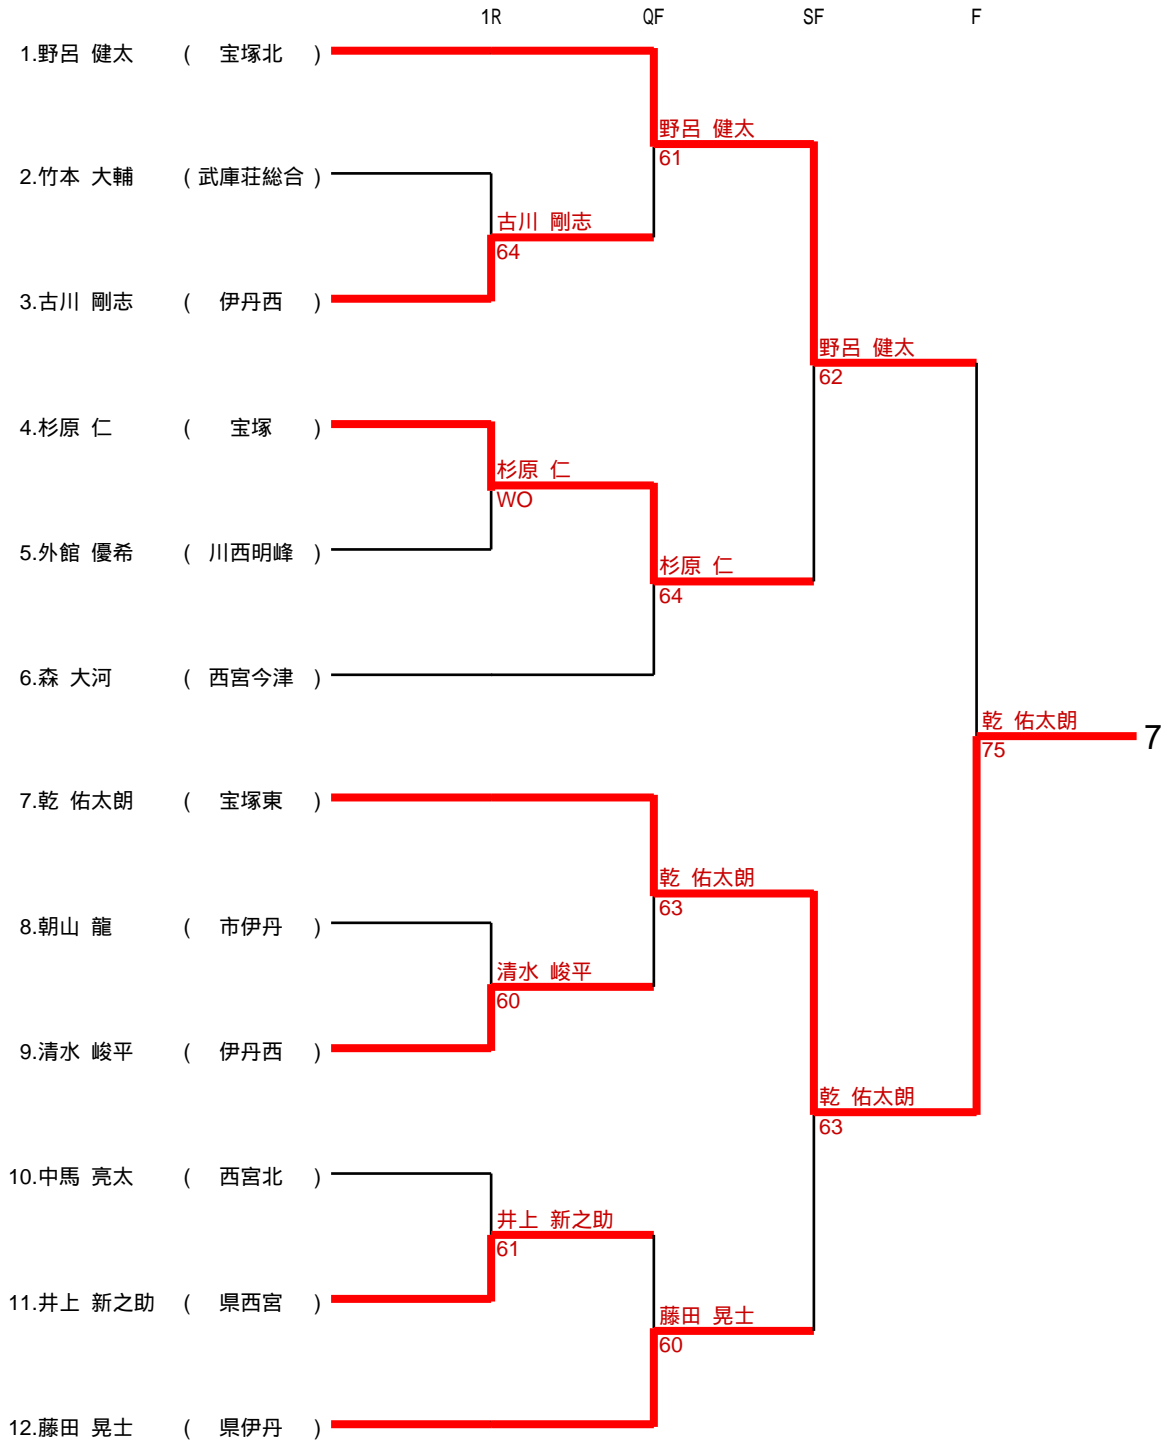 1R QF SF F
1.野呂 健太 ( 宝塚北 )
野呂 健太
61
2.竹本 大輔 ( 武庫荘総合 )
古川 剛志
64
3.古川 剛志 ( 伊丹西 )
野呂 健太
62
4.杉原 仁 ( 宝塚 )
杉原 仁
WO
5.外館 優希 ( 川西明峰 )
杉原 仁
64
6.森 大河 ( 西宮今津 )
乾 佑太朗
75
7
7.乾 佑太朗 ( 宝塚東 )
乾 佑太朗
63
8.朝山 龍 ( 市伊丹 )
清水 峻平
60
9.清水 峻平 ( 伊丹西 )
乾 佑太朗
63
10.中馬 亮太 ( 西宮北 )
井上 新之助
61
11.井上 新之助 ( 県西宮 )
藤田 晃士
60
12.藤田 晃士 ( 県伊丹 )